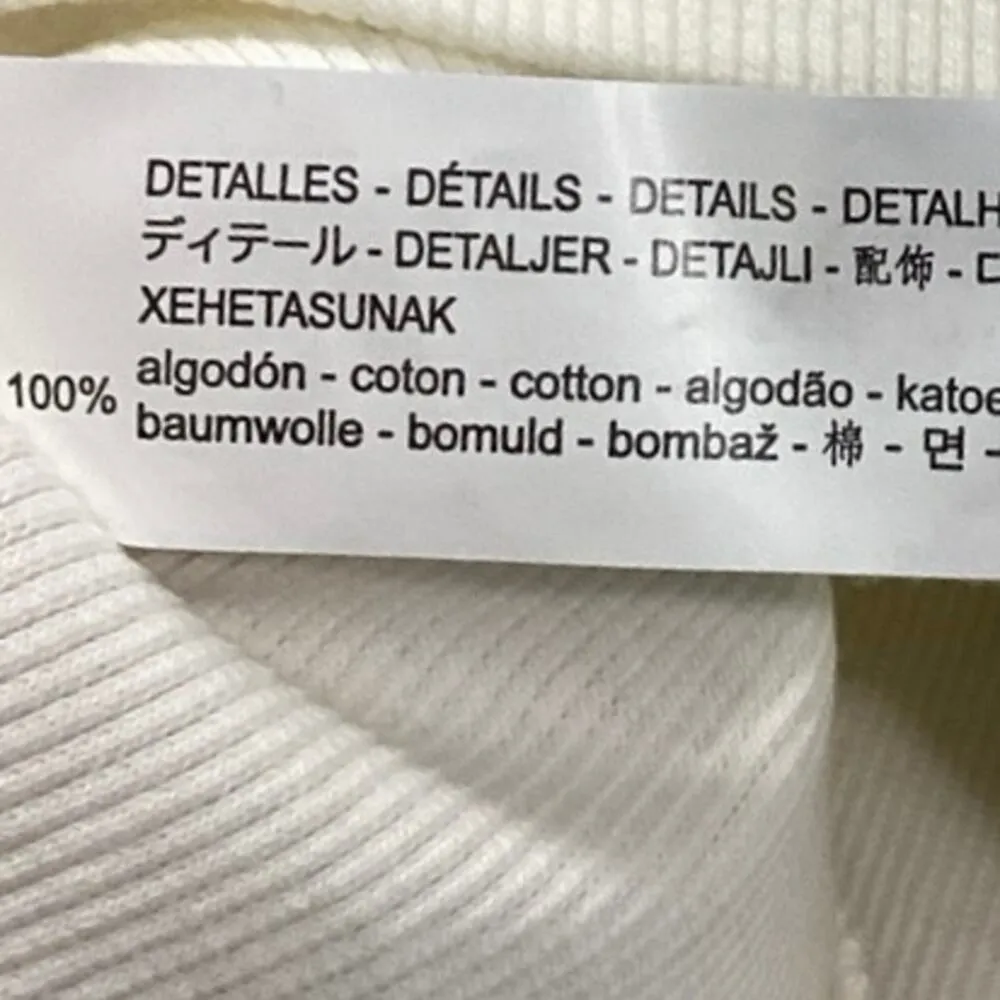 DETALLES - DÉTAILS - DETAILS - DETALH
ディテール - DETALJER - DETAJLI - 配饰 -
XEHETASUNAK
100% algodón - coton - cotton - algodão - katoe
baumwolle - bomuld - bombaž - 棉 - 면 -